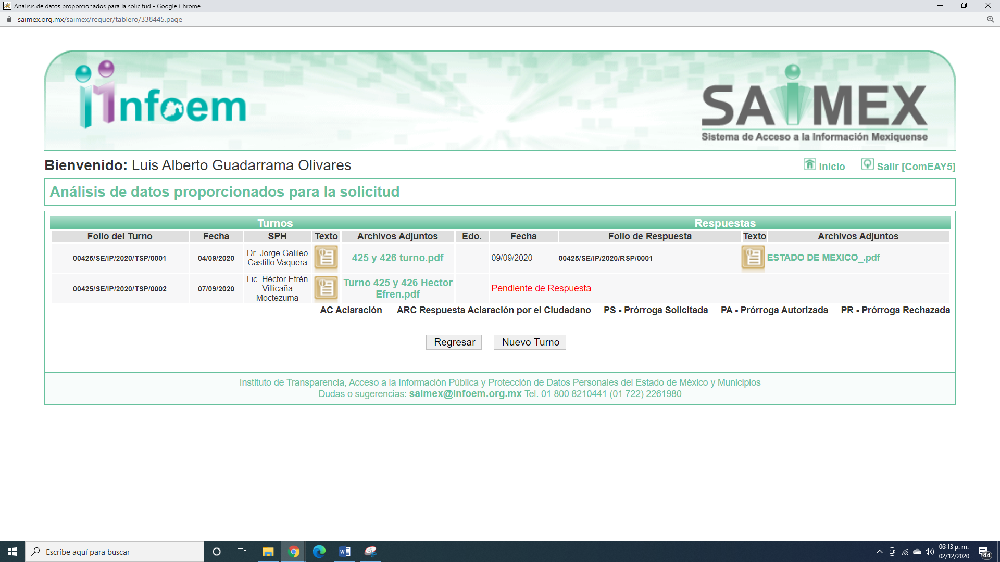 Análisis de datos proporcionados para la solicitud - Google Chrome
saimex.org.mx/saimex/requer/tablero/338445.page
infoem
SAIMEX
Sistema de Acceso a la Información Mexiquense
Bienvenido: Luis Alberto Guadarrama Olivares
Inicio Salir [ComEAY5]
Análisis de datos proporcionados para la solicitud
Turnos Respuestas
Folio del Turno Fecha SPH Texto Archivos Adjuntos Edo. Fecha Folio de Respuesta Texto Archivos Adjuntos
00425/SE/IP/2020/TSP/0001 04/09/2020 Dr. Jorge Galileo Castillo Vaquera 425 y 426 turno.pdf 09/09/2020 00425/SE/IP/2020/RSP/0001 ESTADO DE MEXICO_.pdf
00425/SE/IP/2020/TSP/0002 07/09/2020 Lic. Héctor Efrén Villicaña Moctezuma Turno 425 y 426 Hector Efren.pdf Pendiente de Respuesta
AC Aclaración ARC Respuesta Aclaración por el Ciudadano PS - Prórroga Solicitada PA - Prórroga Autorizada PR - Prórroga Rechazada
Regresar Nuevo Turno
Instituto de Transparencia, Acceso a la Información Pública y Protección de Datos Personales del Estado de México y Municipios
Dudas o sugerencias: saimex@infoem.org.mx Tel. 01 800 8210441 (01 722) 2261980
Escribe aquí para buscar
06:13 p. m.
02/12/2020
44